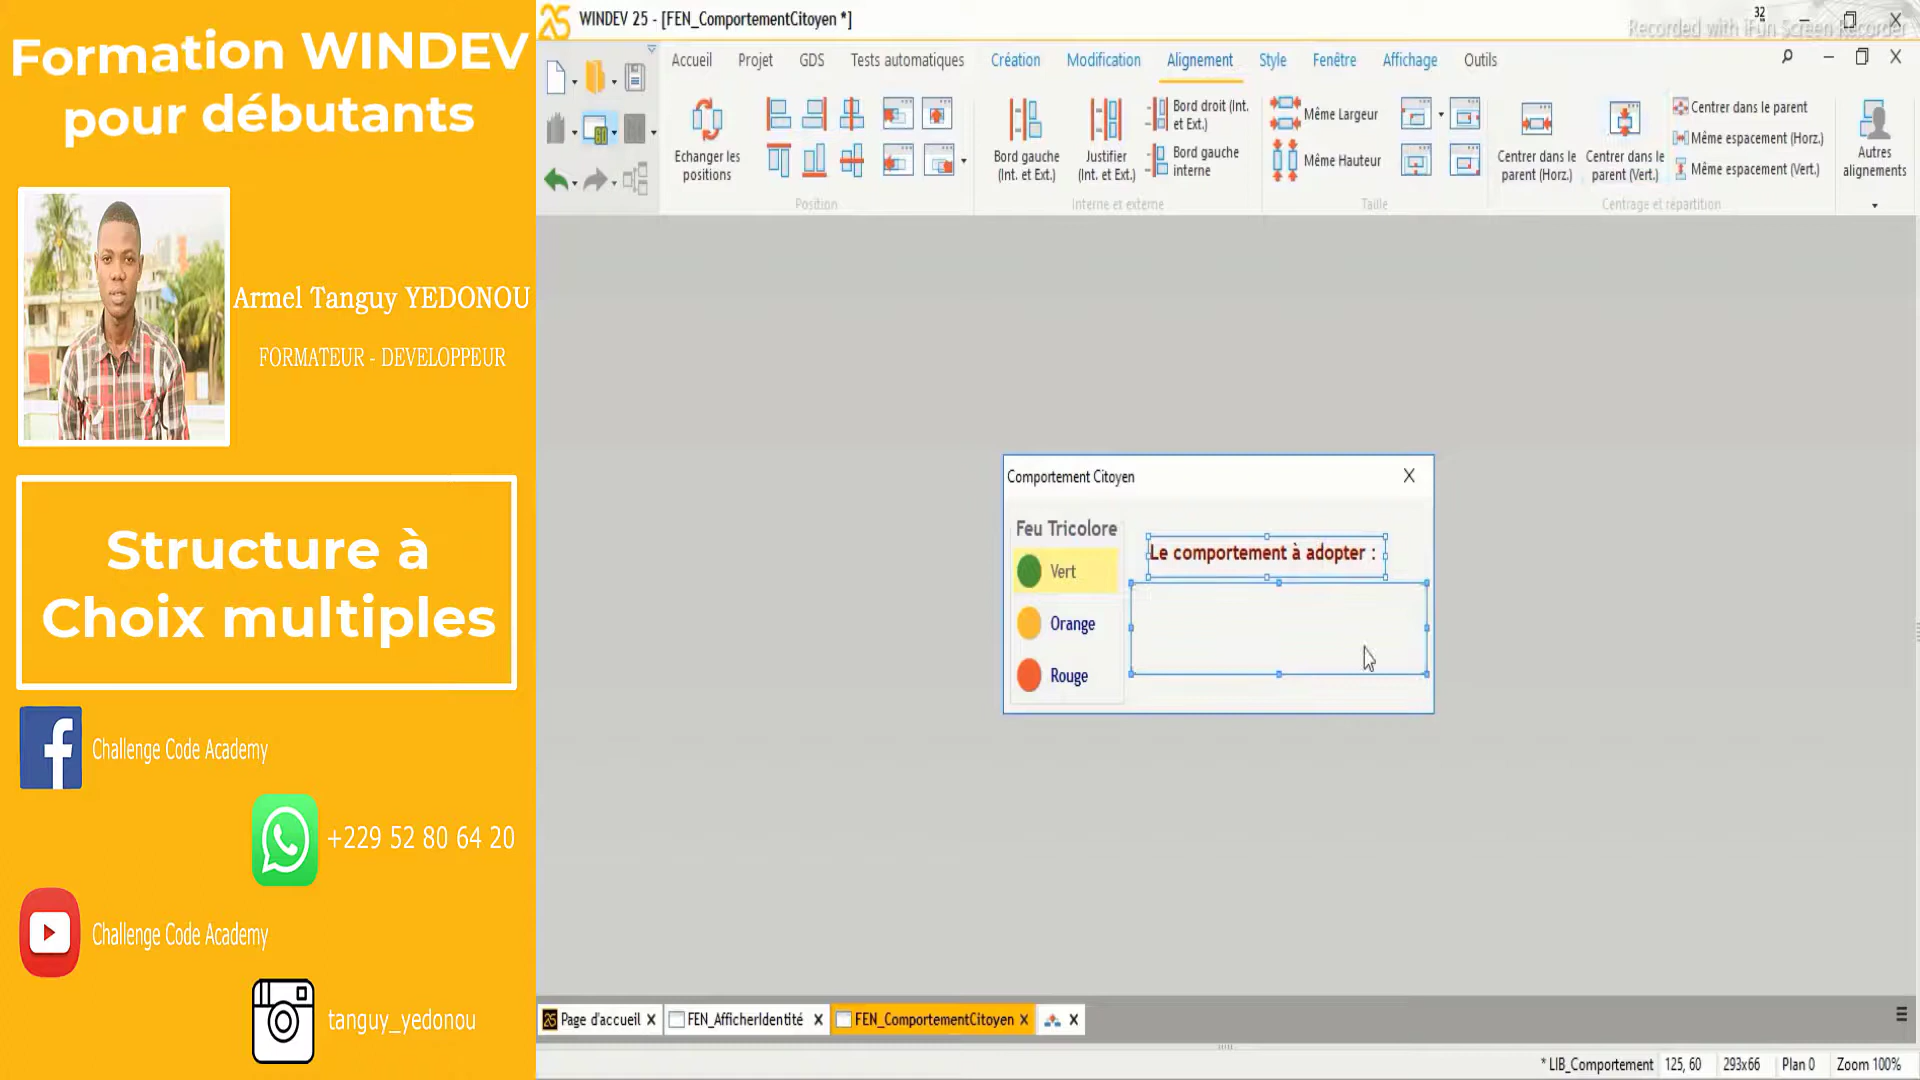 Formation WINDEV
pour débutants
Armel Tanguy YEDONOU
FORMATEUR - DEVELOPPEUR
Structure à
Choix multiples
Challenge Code Academy
+229 52 80 64 20
Challenge Code Academy
tanguy_yedonou
WINDEV 25 - [FEN_ComportementCitoyen *]
32
Recorded with iFun Screen Recorder
Accueil Projet GDS Tests automatiques Création Modification Alignement Style Fenêtre Affichage Outils
Echanger les
positions
Position
Bord gauche
(Int. et Ext.)
Justifier
(Int. et Ext.)
Bord droit (Int.
et Ext.)
Bord gauche
interne
Interne et externe
Même Largeur
Même Hauteur
Taille
Centrer dans le
parent (Horz.)
Centrer dans le
parent (Vert.)
Centrer dans le parent
Même espacement (Horz.)
Même espacement (Vert.)
Centrage et répartition
Autres
alignements
Comportement Citoyen
Feu Tricolore
Vert
Orange
Rouge
Le comportement à adopter :
25 Page d'accueil FEN_AfficherIdentité FEN_ComportementCitoyen
* LIB_Comportement 125, 60 293x66 Plan 0 Zoom 100%